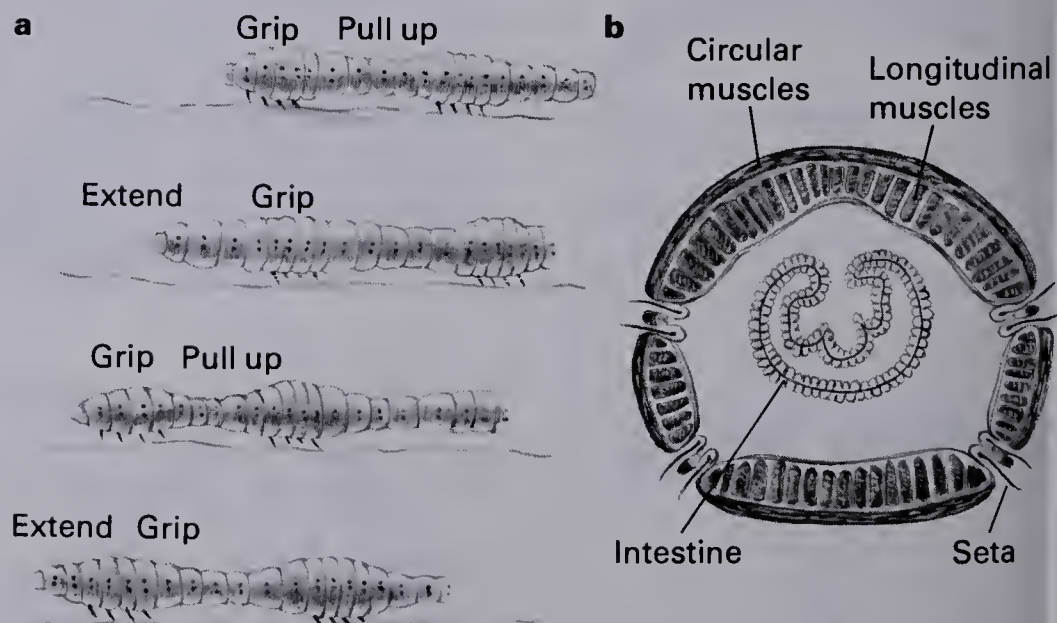 a
Grip Pull up
Extend Grip
Grip Pull up
Extend Grip
b
Circular
muscles
Longitudinal
muscles
Intestine
Seta